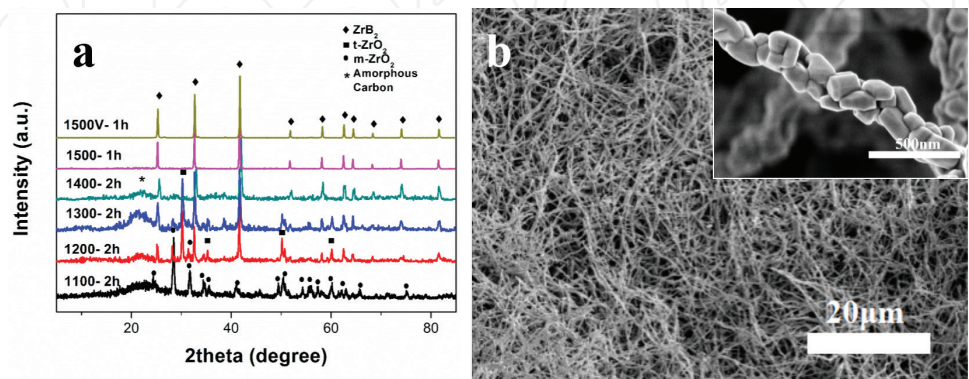 a
◆ ZrB₂
■ t-ZrO₂
● m-ZrO₂
* Amorphous
Carbon
Intensity (a.u.)
1500V- 1h
1500- 1h
1400- 2h
*
1300- 2h
1200- 2h
1100- 2h
20 40 60 80
2theta (degree)
b
500nm
20μm